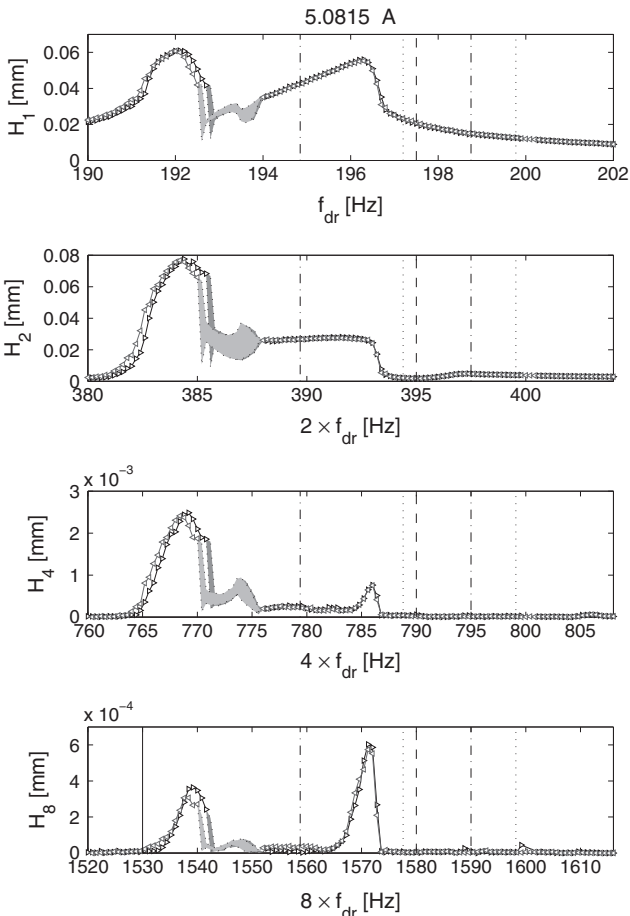 5.0815 A
0.06
0.04
0.02
0
H1 [mm]
190 192 194 196 198 200 202
fdr [Hz]
0.08
0.06
0.04
0.02
0
H2 [mm]
380 385 390 395 400
2 × fdr [Hz]
x 10-3
3
2
1
0
H4 [mm]
760 765 770 775 780 785 790 795 800 805
4 × fdr [Hz]
x 10-4
6
4
2
0
H8 [mm]
1520 1530 1540 1550 1560 1570 1580 1590 1600 1610
8 × fdr [Hz]